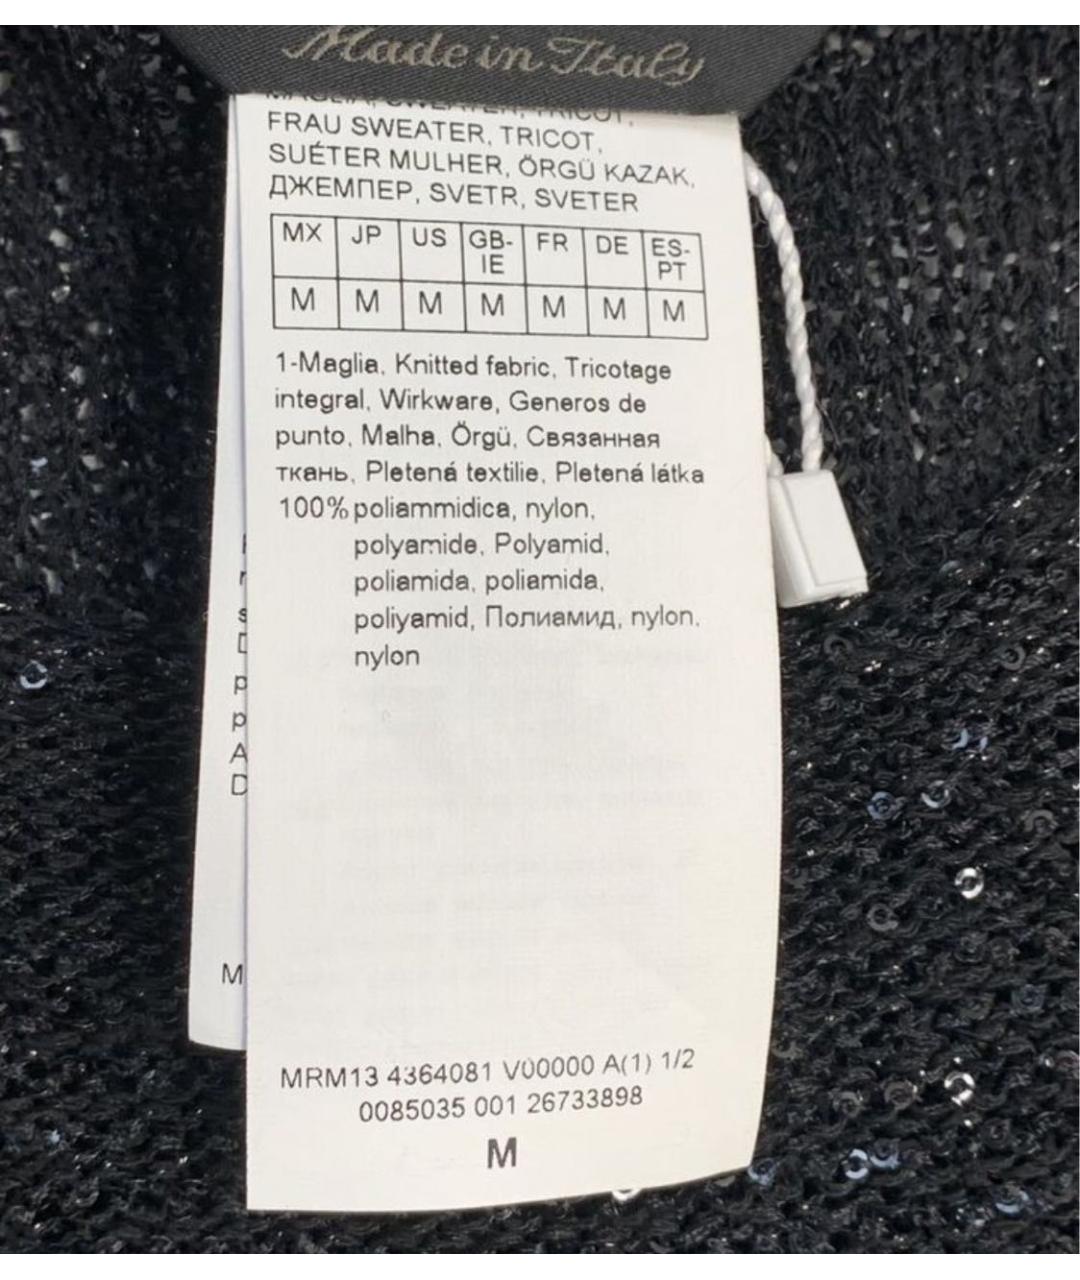 Made in Italy
MAGLIA, SWEATER, TRICOT,
FRAU SWEATER, TRICOT,
SUÉTER MULHER, ÖRGÜ KAZAK,
ДЖЕМПЕР, SVETR, SVETER
MX JP US GB-IE FR DE ES-PT
M M M M M M M
1-Maglia, Knitted fabric, Tricotage
integral, Wirkware, Generos de
punto, Malha, Örgü, Связанная
ткань, Pletená textilie, Pletená látka
100% poliammidica, nylon,
polyamide, Polyamid,
poliamida, poliamida,
poliyamid, Полиамид, nylon,
nylon
MRM13 4364081 V00000 A(1) 1/2
0085035 001 26733898
M